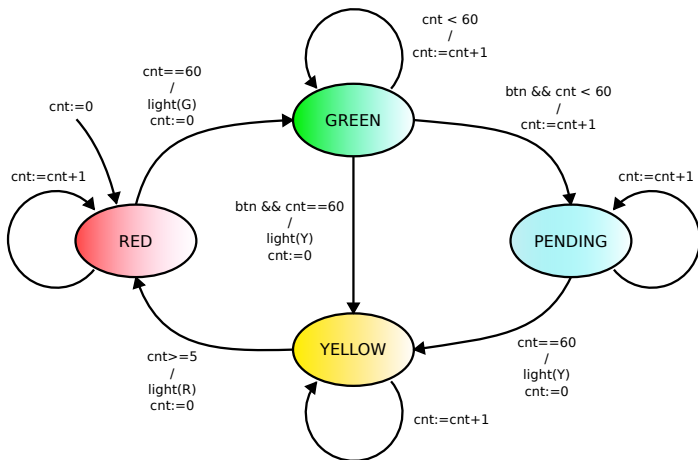 cnt < 60
/
cnt:=cnt+1
cnt==60
/
light(G)
cnt:=0
cnt:=0
GREEN
btn && cnt < 60
/
cnt:=cnt+1
cnt:=cnt+1
RED
btn && cnt==60
/
light(Y)
cnt:=0
cnt:=cnt+1
PENDING
YELLOW
cnt>=5
/
light(R)
cnt:=0
cnt==60
/
light(Y)
cnt:=0
cnt:=cnt+1